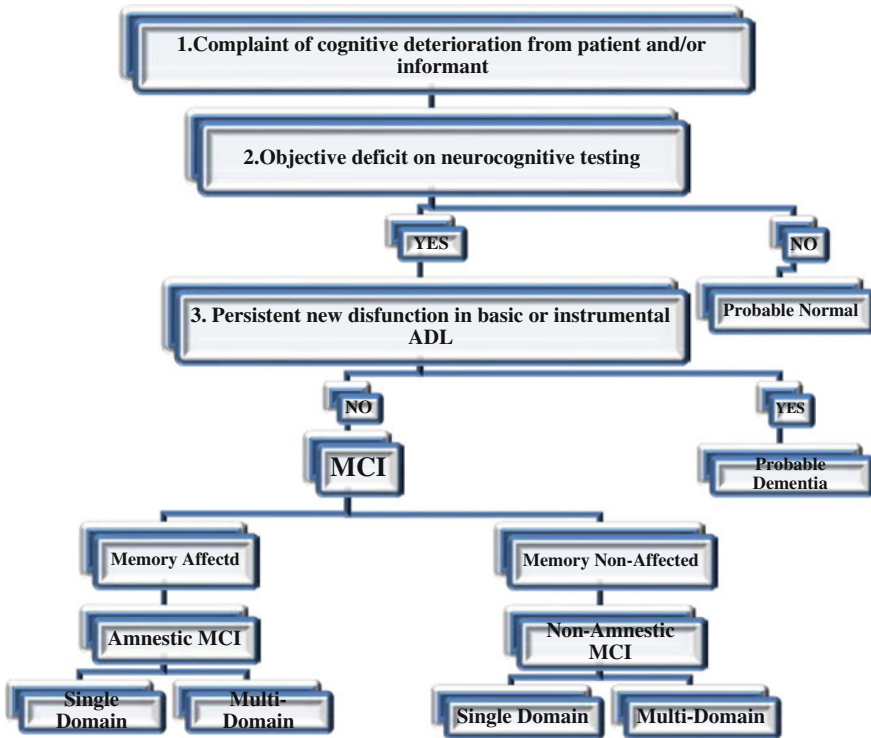 1.Complaint of cognitive deterioration from patient and/or
informant
2.Objective deficit on neurocognitive testing
YES
NO
3. Persistent new disfunction in basic or instrumental
ADL
Probable Normal
NO
YES
MCI
Probable
Dementia
Memory Affectd
Memory Non-Affected
Amnestic MCI
Non-Amnestic
MCI
Single
Domain
Multi-
Domain
Single Domain
Multi-Domain